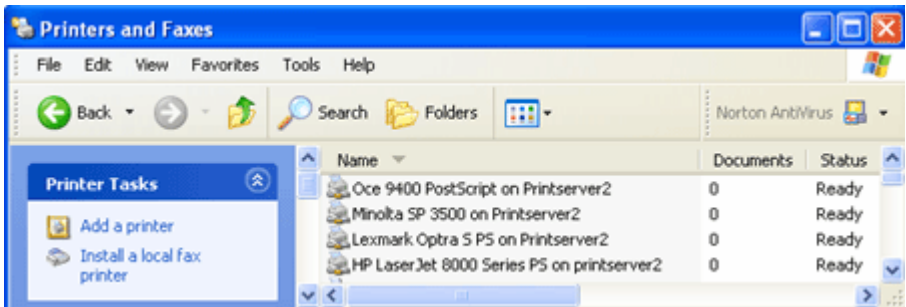 Printers and Faxes
File Edit View Favorites Tools Help
Back Search Folders Norton AntiVirus
Printer Tasks
Add a printer
Install a local fax
printer
Name Documents Status
Oce 9400 PostScript on Printserver2 0 Ready
Minolta SP 3500 on Printserver2 0 Ready
Lexmark Optra S PS on Printserver2 0 Ready
HP LaserJet 8000 Series PS on printserver2 0 Ready